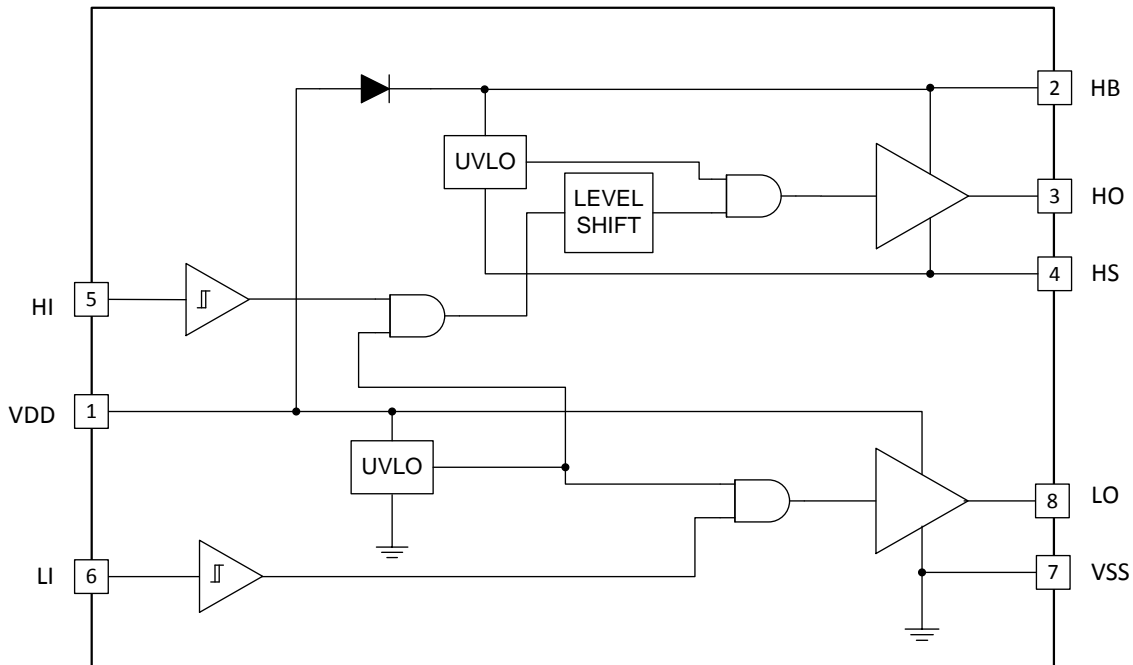 2 HB
UVLO
LEVEL
SHIFT
3 HO
4 HS
HI 5
VDD 1
UVLO
8 LO
LI 6
7 VSS